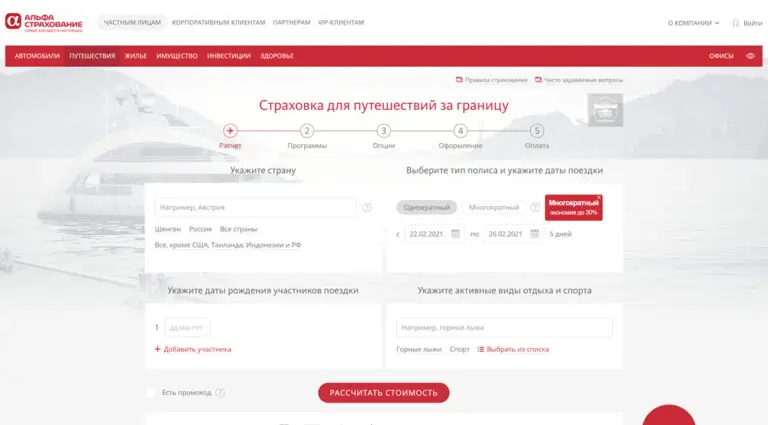 АЛЬФА
СТРАХОВАНИЕ
ЧАСТНЫМ ЛИЦАМ КОРПОРАТИВНЫМ КЛИЕНТАМ ПАРТНЕРАМ VIP-КЛИЕНТАМ О КОМПАНИИ Войти
АВТОМОБИЛИ ПУТЕШЕСТВИЯ ЖИЛЬЕ ИМУЩЕСТВО ИНВЕСТИЦИИ ЗДОРОВЬЕ ОФИСЫ
Правила страхования Часто задаваемые вопросы
Страховка для путешествий за границу
2 3 4 5
Расчет Программы Опции Оформление Оплата
Укажите страну
Например, Австрия ?
Шенген Россия Все страны
Все, кроме США, Таиланда, Индонезии и РФ
Выберите тип полиса и укажите даты поездки
Однократный Многократный ?
Многократный
экономия до 30%
с 22.02.2021 по 26.02.2021 5 дней
Укажите даты рождения участников поездки
1 дд.мм.гггг
+ Добавить участника
Укажите активные виды отдыха и спорта
Например, горные лыжи
Горные лыжи Спорт Выбрать из списка
Есть промокод ?
РАССЧИТАТЬ СТОИМОСТЬ